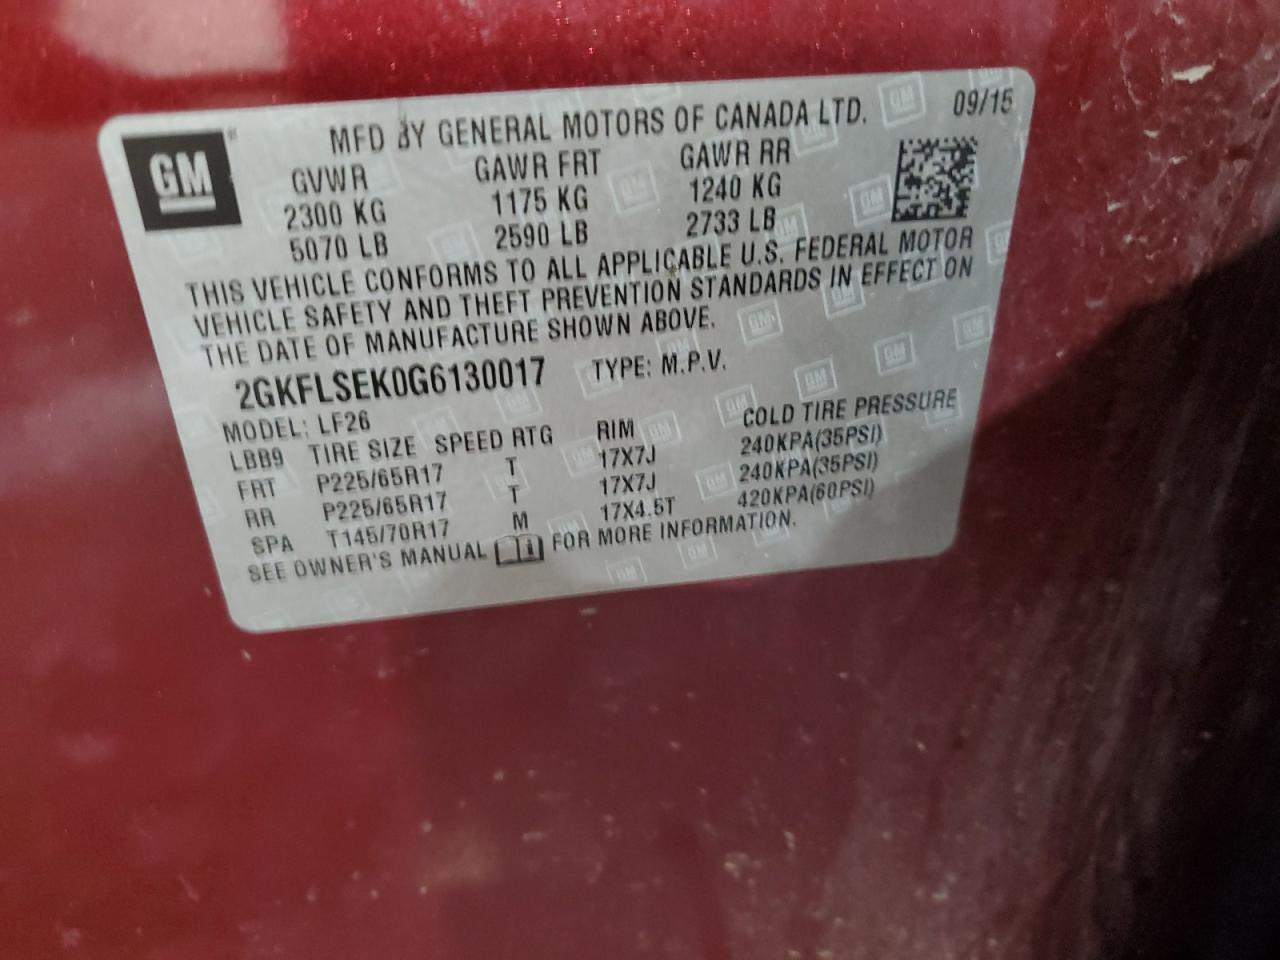 GM
MFD BY GENERAL MOTORS OF CANADA LTD. 09/15
GVWR GAWR FRT GAWR RR
2300 KG 1175 KG 1240 KG
5070 LB 2590 LB 2733 LB
THIS VEHICLE CONFORMS TO ALL APPLICABLE U.S. FEDERAL MOTOR
VEHICLE SAFETY AND THEFT PREVENTION STANDARDS IN EFFECT ON
THE DATE OF MANUFACTURE SHOWN ABOVE.
2GKFLSEK0G6130017 TYPE: M.P.V.
MODEL: LF26
LBB9 TIRE SIZE SPEED RTG RIM COLD TIRE PRESSURE
FRT P225/65R17 T 17X7J 240KPA(35PSI)
RR P225/65R17 T 17X7J 240KPA(35PSI)
SPA T145/70R17 M 17X4.5T 420KPA(60PSI)
SEE OWNER'S MANUAL FOR MORE INFORMATION.